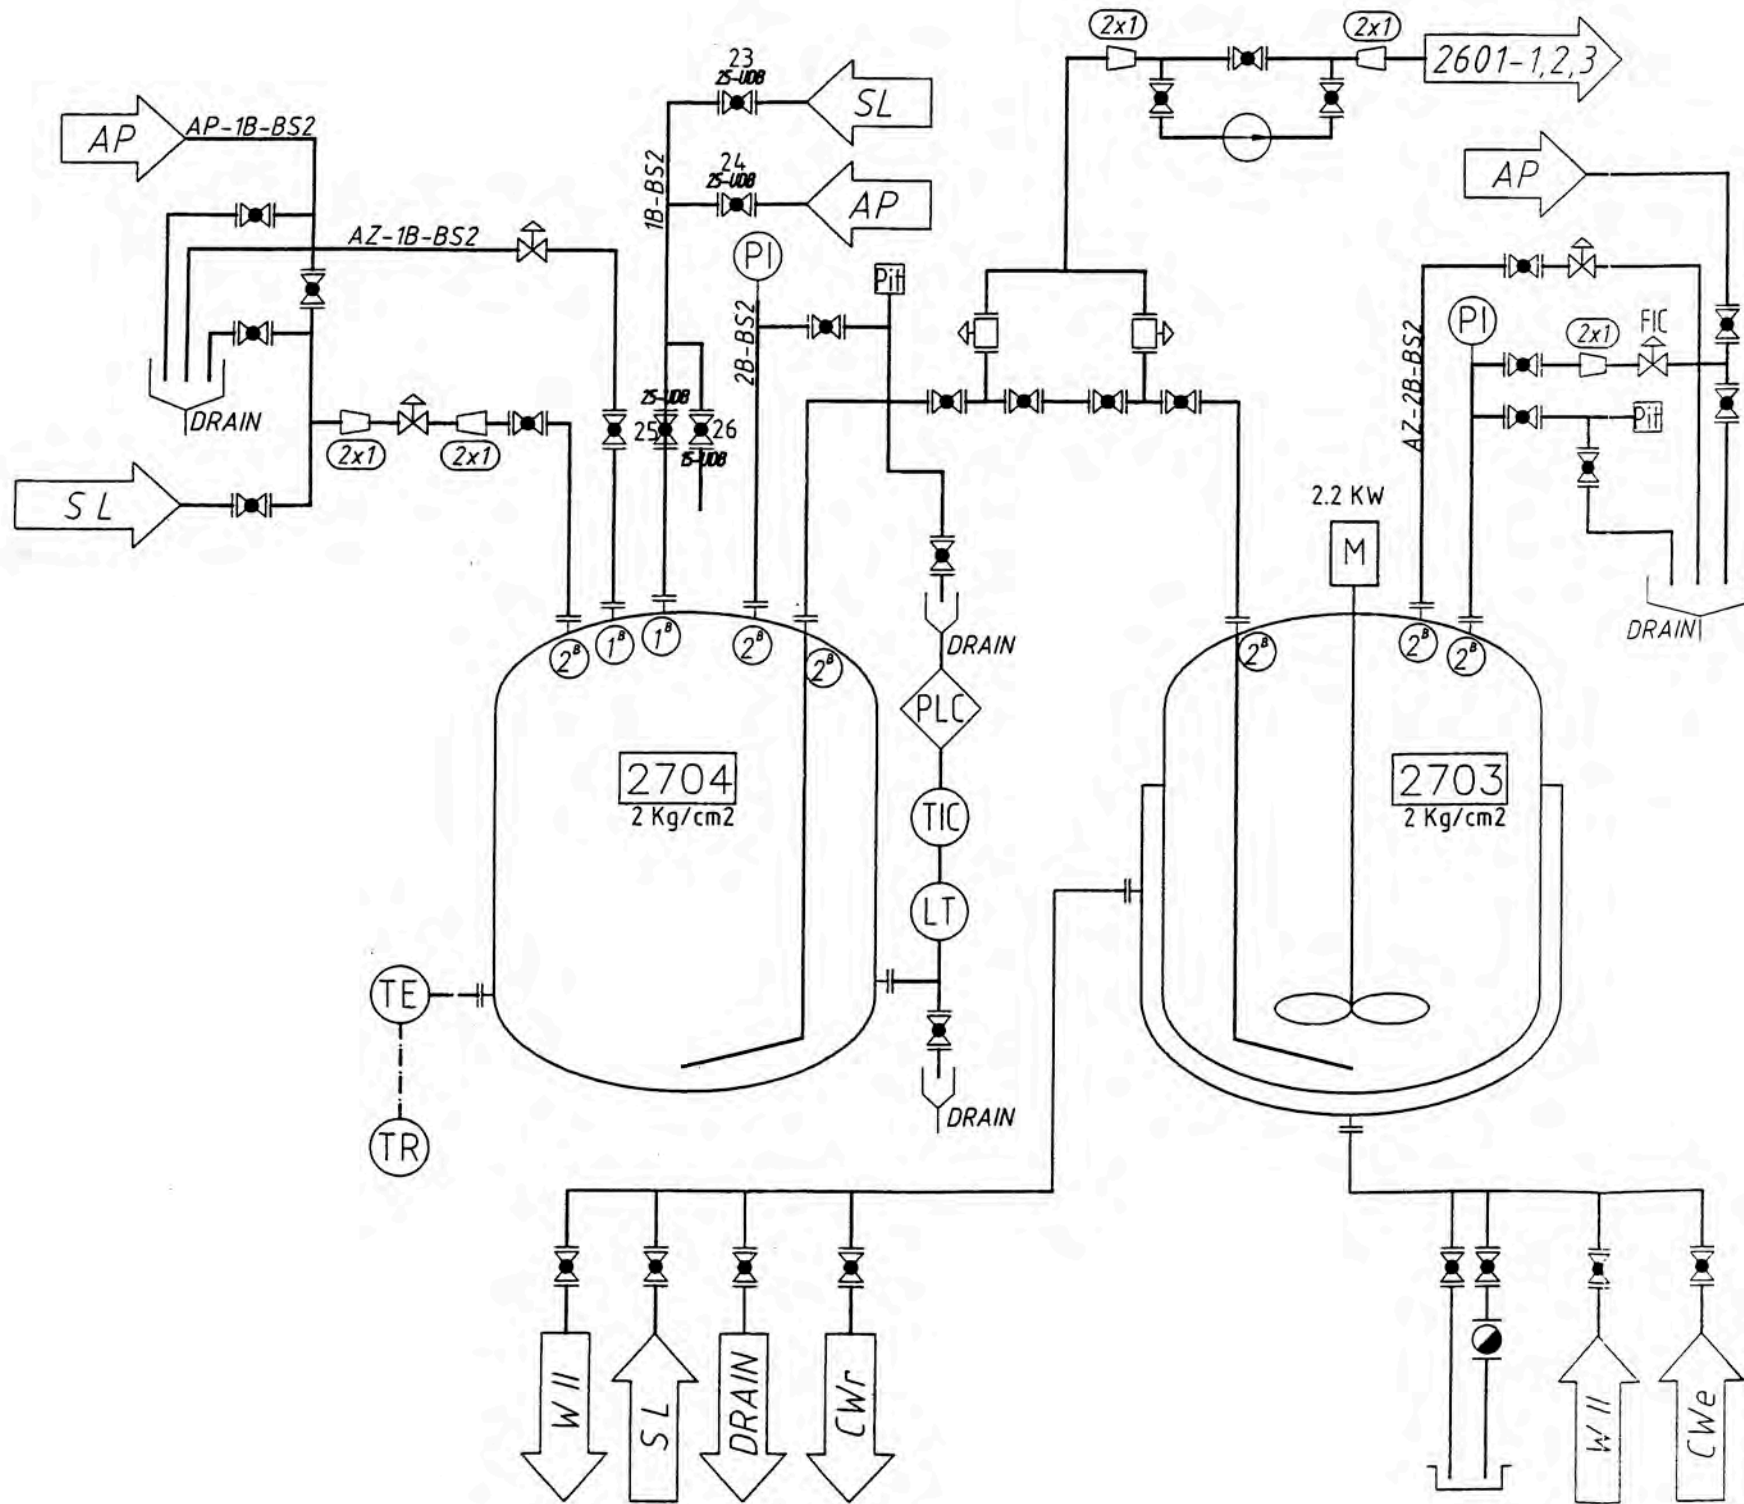 2x1
2x1
2601-1,2,3
23
25-UDB
SL
AP
AP-1B-BS2
24
25-UDB
AP
1B-BS2
AP
AZ-1B-BS2
PI
Pit
2B-BS2
AZ-2B-BS2
PI
2x1
FIC
Pit
DRAIN
25-UDB
25
26
15-UDB
2x1
2x1
SL
2.2 KW
M
DRAIN
2B
1B
1B
2B
2B
DRAIN
2B
2B
2B
PLC
2704
2 Kg/cm2
2703
2 Kg/cm2
TIC
LT
TE
DRAIN
TR
W II
SL
DRAIN
CWr
W II
CWe